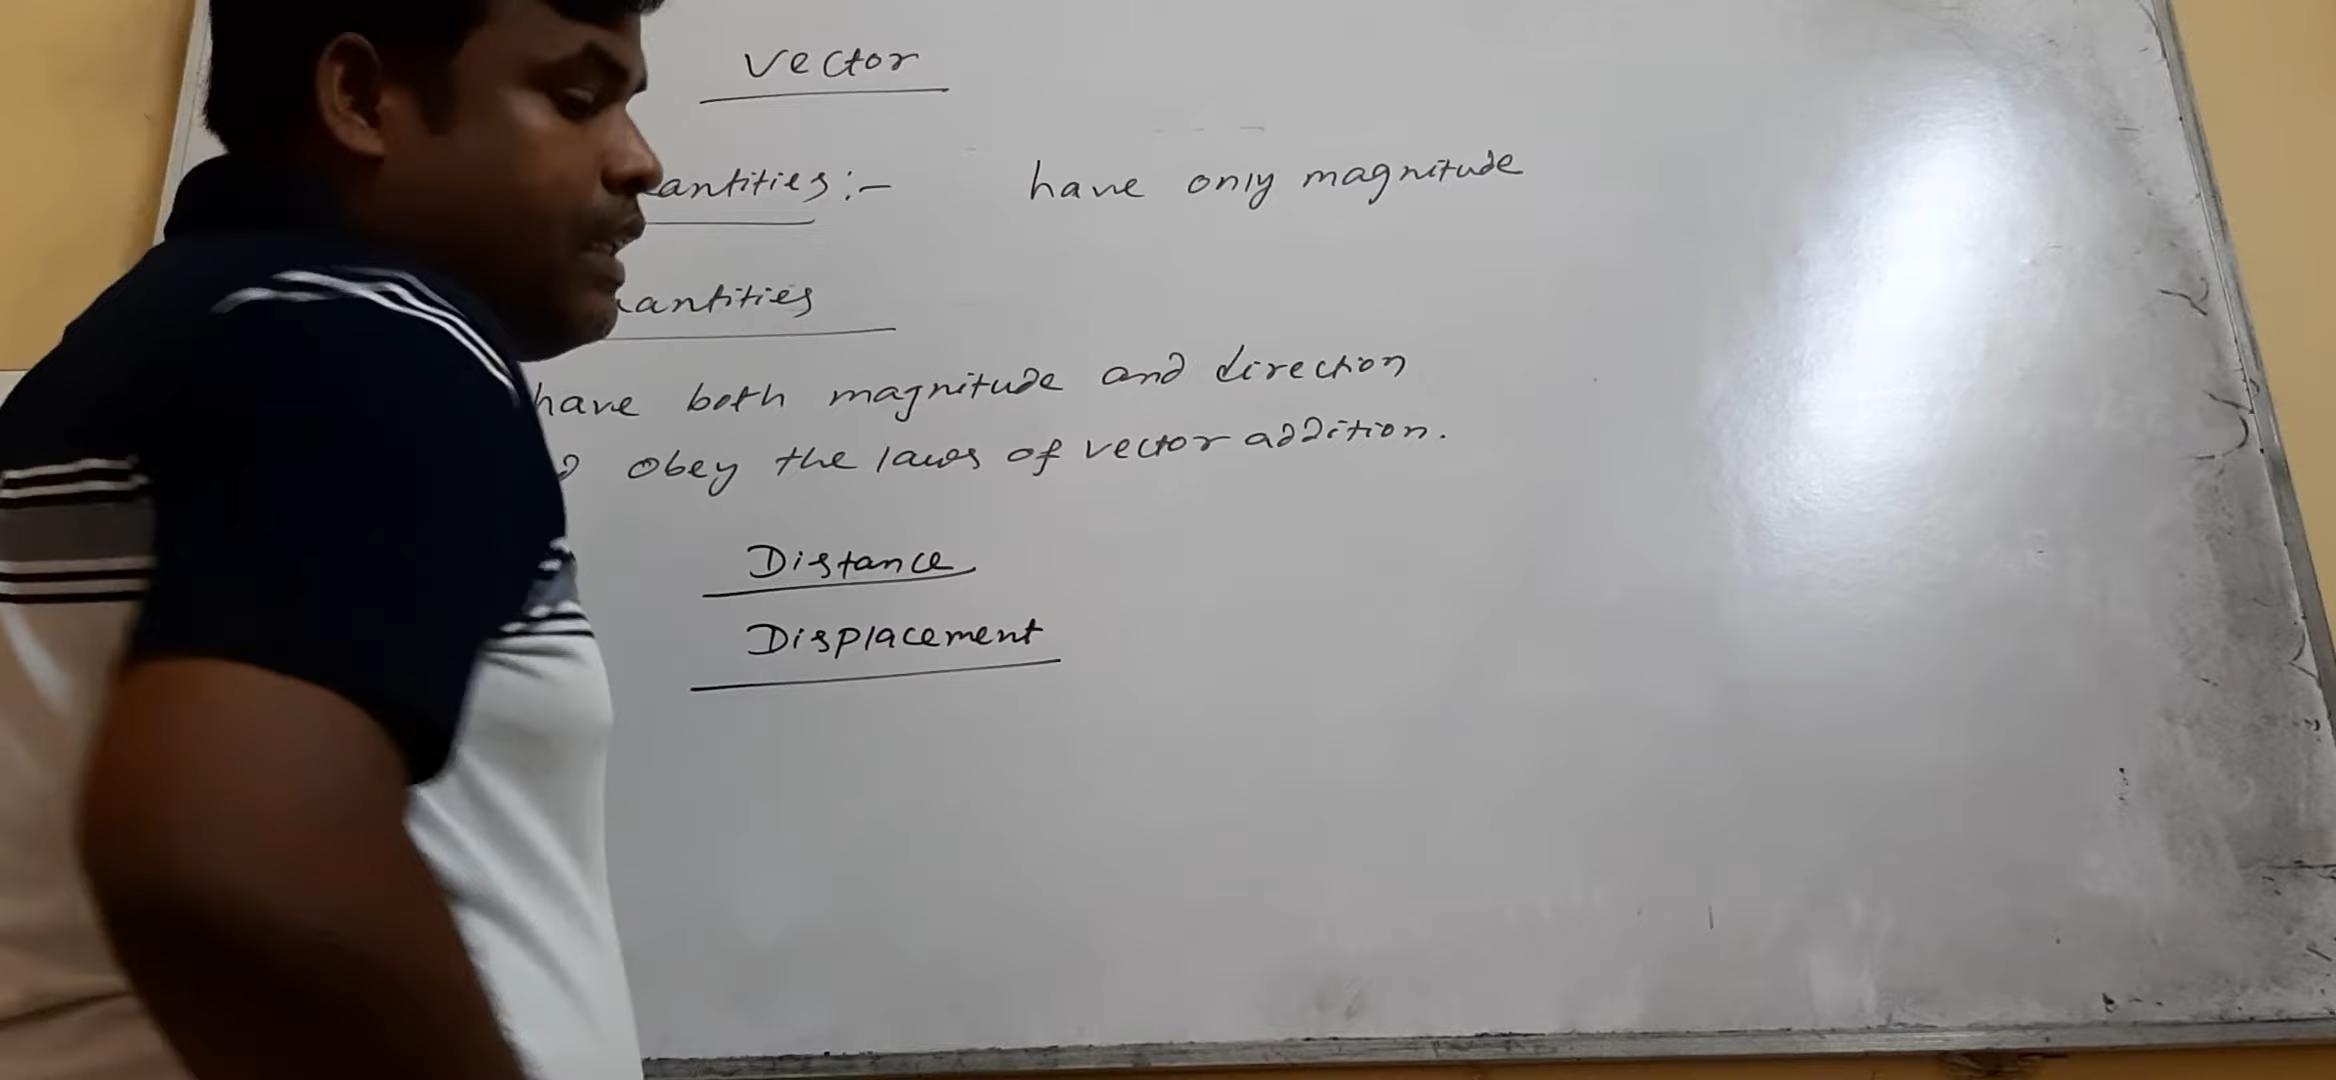 Vector
antities:- have only magnitude
antities
have both magnitude and direction
obey the laws of vector addition.
Distance
Displacement